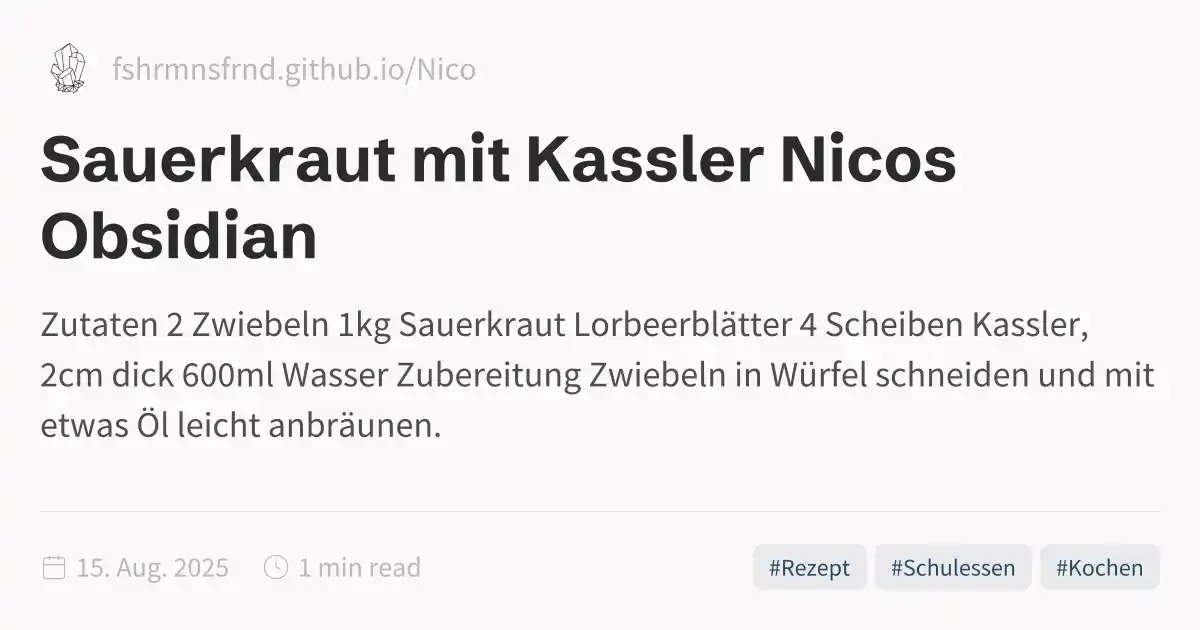 fshrmnsfrnd.github.io/Nico
Sauerkraut mit Kassler Nicos
Obsidian
Zutaten 2 Zwiebeln 1kg Sauerkraut Lorbeerblätter 4 Scheiben Kassler,
2cm dick 600ml Wasser Zubereitung Zwiebeln in Würfel schneiden und mit
etwas Öl leicht anbräunen.
15. Aug. 2025 1 min read #Rezept #Schulessen #Kochen